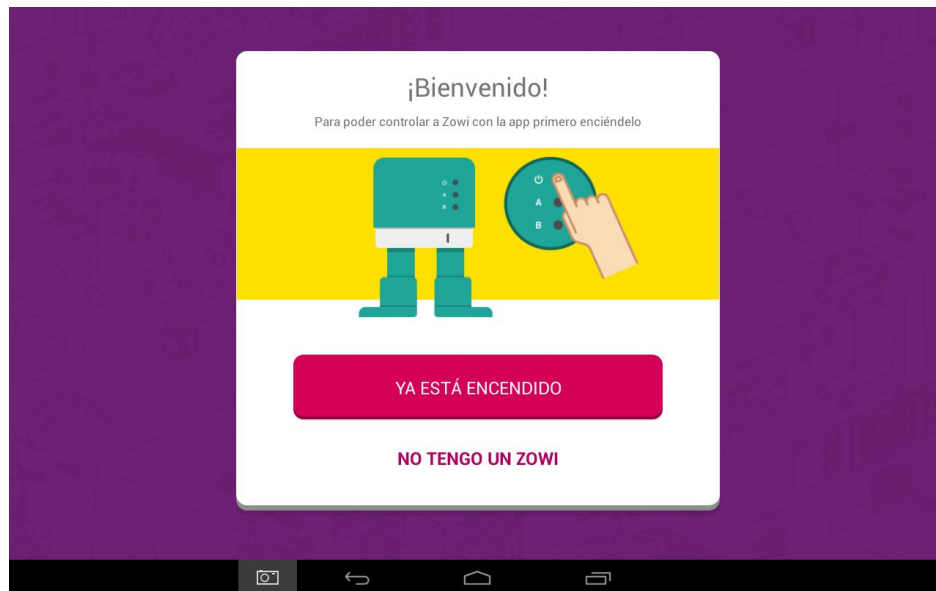 ¡Bienvenido!
Para poder controlar a Zowi con la app primero enciéndelo
A
B
A
B
YA ESTÁ ENCENDIDO
NO TENGO UN ZOWI